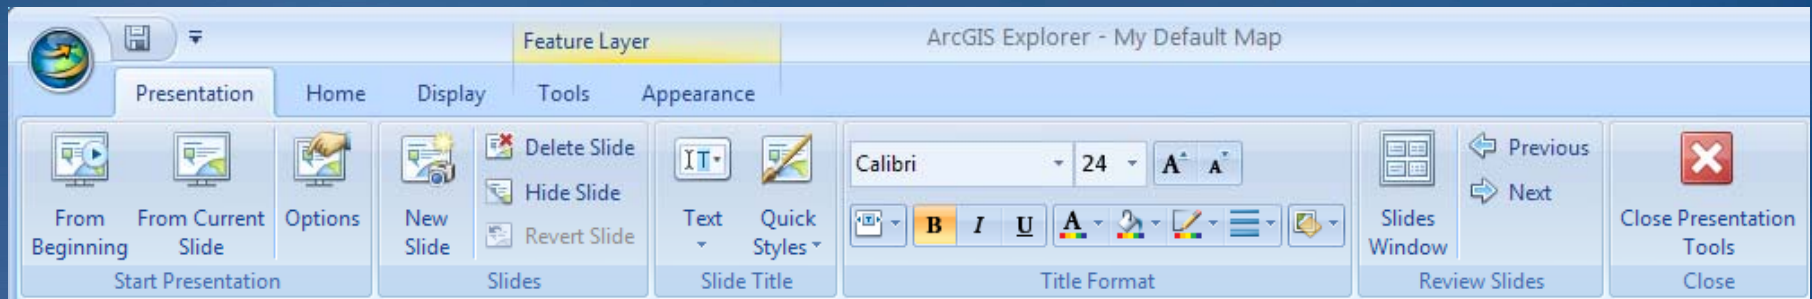 Feature Layer
ArcGIS Explorer - My Default Map
Presentation Home Display Tools Appearance
From Beginning
From Current Slide
Options
Start Presentation
New Slide
Delete Slide
Hide Slide
Revert Slide
Slides
Text
Quick Styles
Slide Title
Calibri 24 A A
B I U A
Title Format
Slides Window
Previous
Next
Review Slides
Close Presentation Tools
Close